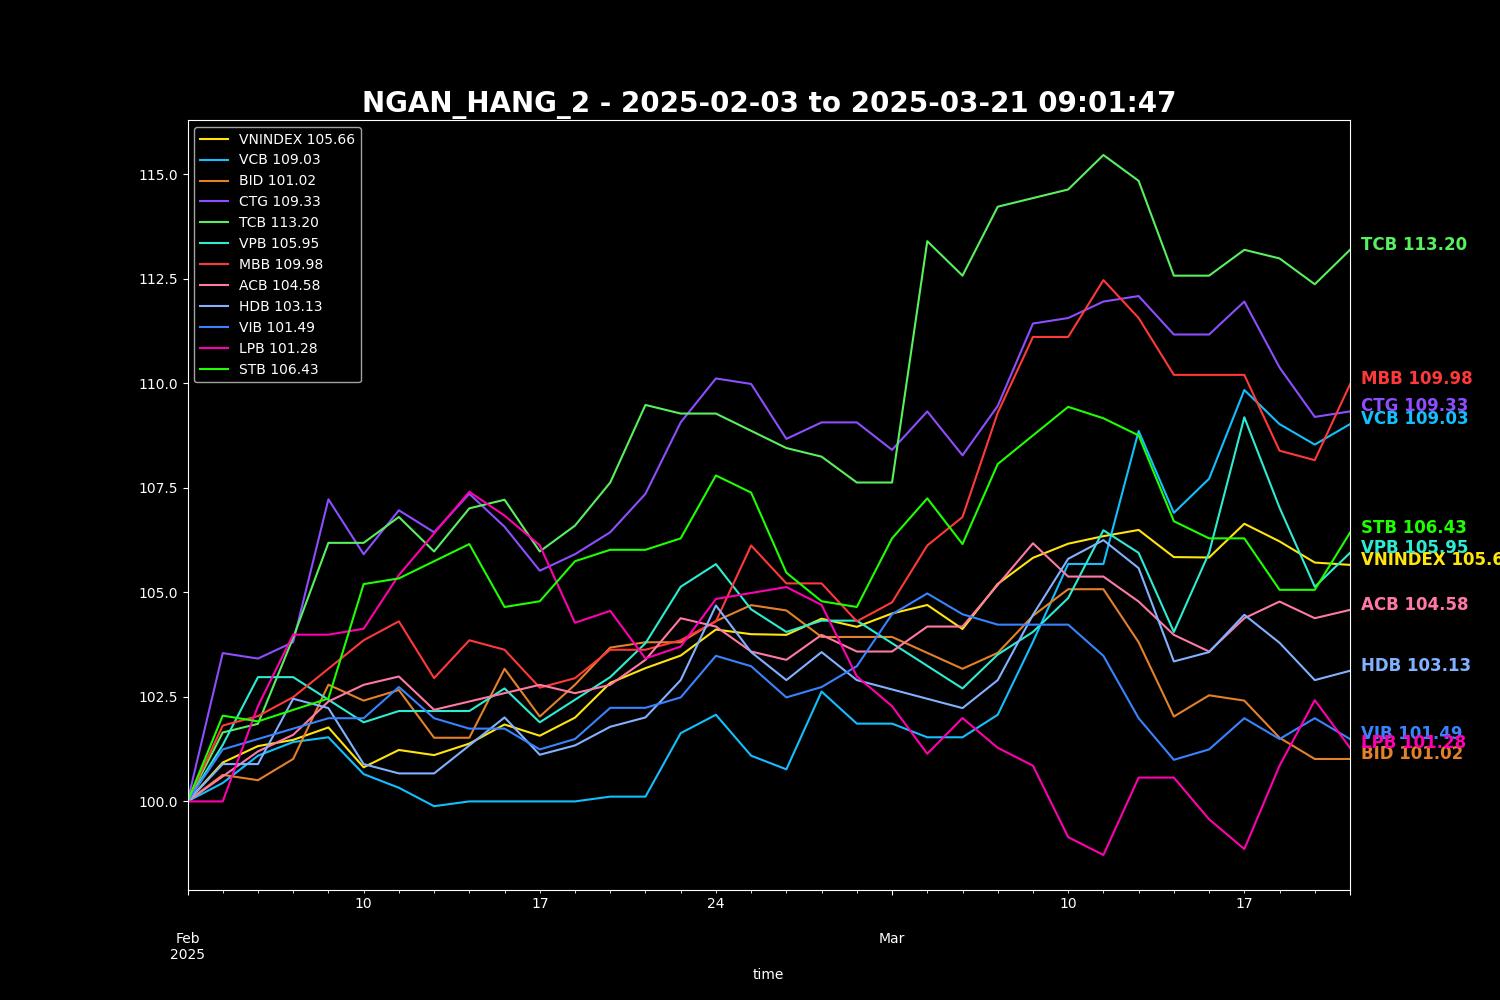 NGAN_HANG_2 - 2025-02-03 to 2025-03-21 09:01:47
VNINDEX 105.66
VCB 109.03
BID 101.02
CTG 109.33
TCB 113.20
VPB 105.95
MBB 109.98
ACB 104.58
HDB 103.13
VIB 101.49
LPB 101.28
STB 106.43
115.0
112.5
110.0
107.5
105.0
102.5
100.0
TCB 113.20
MBB 109.98
CTG 109.33
VCB 109.03
STB 106.43
VPB 105.95
VNINDEX 105.6
ACB 104.58
HDB 103.13
VIB 101.49
LPB 101.28
BID 101.02
10 17 24 10 17
Feb Mar
2025
time